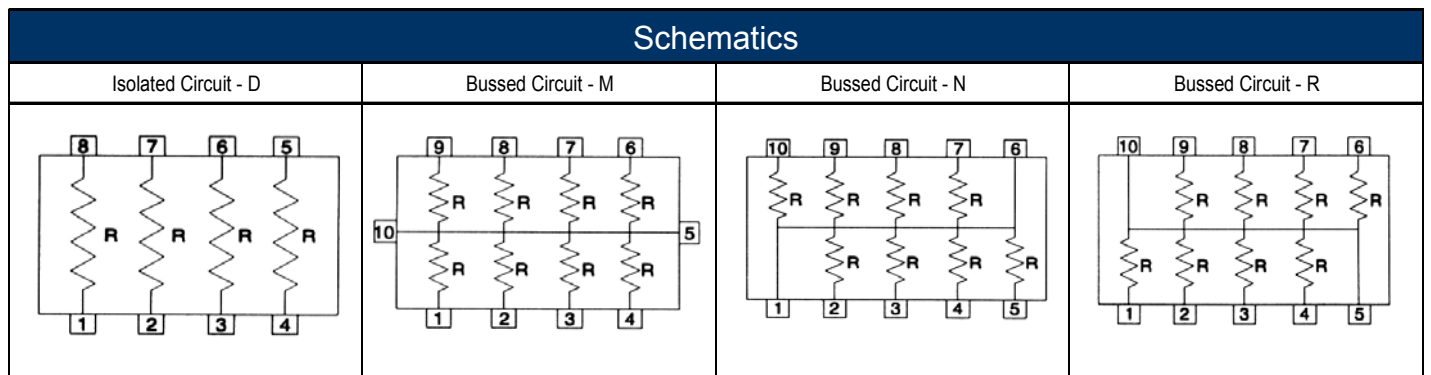 Schematics
Isolated Circuit - D
Bussed Circuit - M
Bussed Circuit - N
Bussed Circuit - R
8 7 6 5
R R R R
1 2 3 4
9 8 7 6
R R R R
10 5
R R R R
1 2 3 4
10 9 8 7 6
R R R R
R R R R
1 2 3 4 5
10 9 8 7 6
R R R R
R R R R
1 2 3 4 5